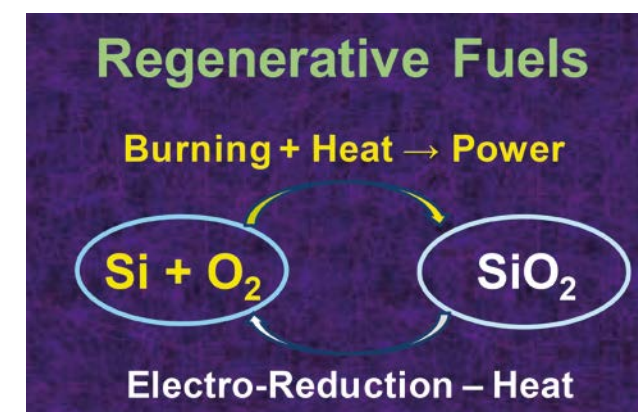 Regenerative Fuels
Burning + Heat → Power
Si + O₂
SiO₂
Electro-Reduction – Heat